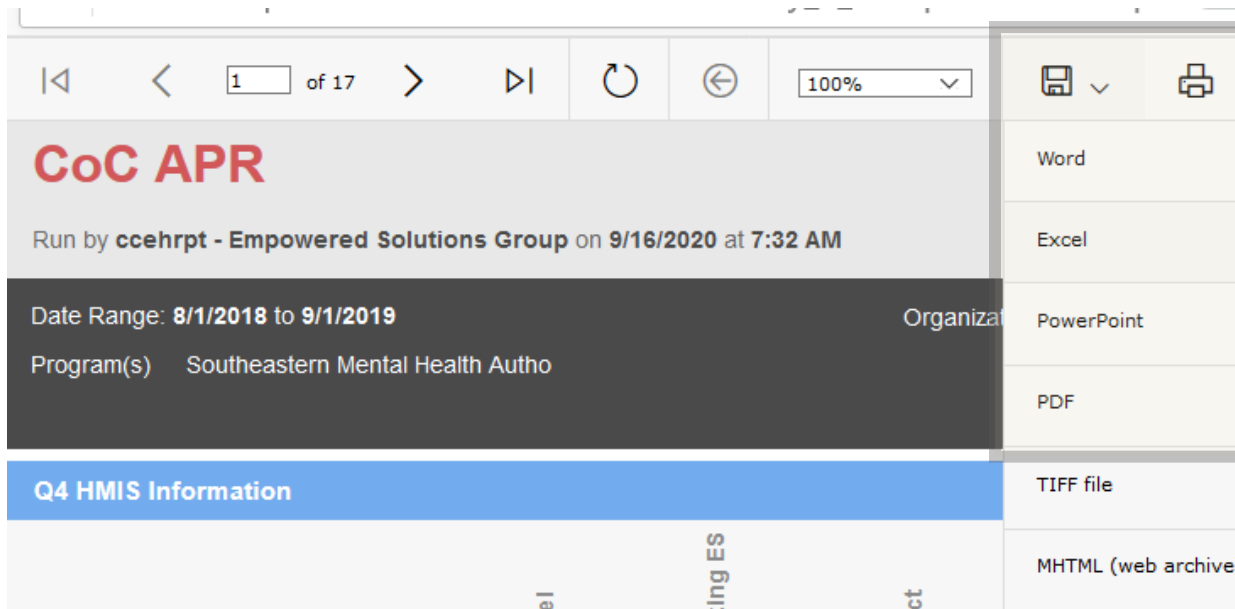 1 of 17 100%
CoC APR
Run by ccehrpt - Empowered Solutions Group on 9/16/2020 at 7:32 AM
Date Range: 8/1/2018 to 9/1/2019
Program(s) Southeastern Mental Health Autho
Q4 HMIS Information
Word
Excel
PowerPoint
PDF
TIFF file
MHTML (web archive
ES